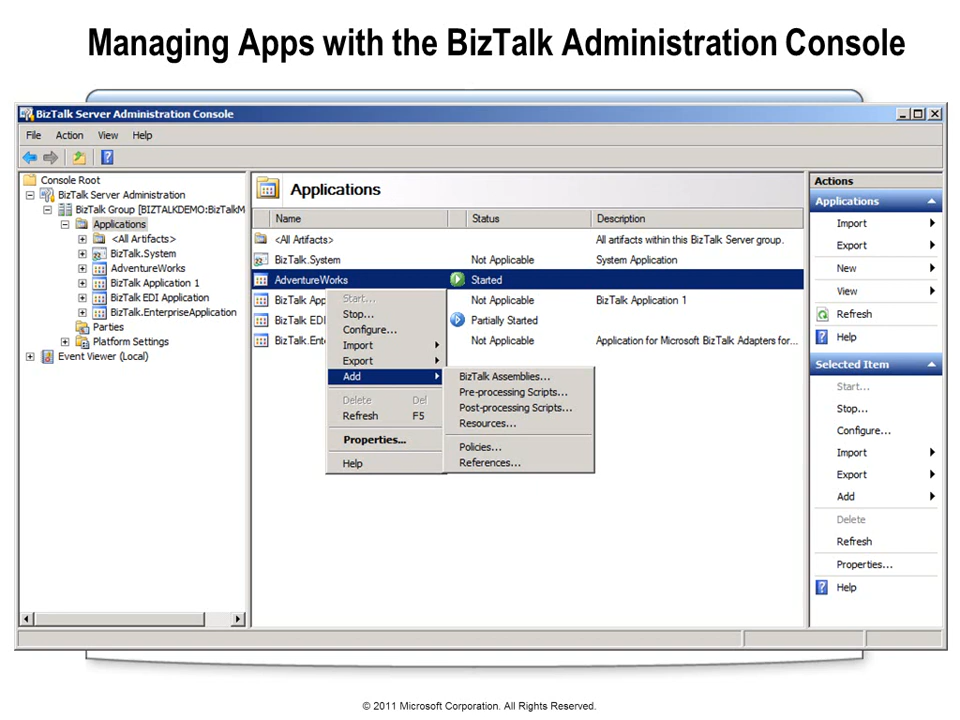 Managing Apps with the BizTalk Administration Console
BizTalk Server Administration Console
File Action View Help
Console Root
BizTalk Server Administration
BizTalk Group [BIZTALKDEMO:BizTalkM
Applications
<All Artifacts>
BizTalk.System
AdventureWorks
BizTalk Application 1
BizTalk EDI Application
BizTalk.EnterpriseApplication
Parties
Platform Settings
Event Viewer (Local)
Applications
Name Status Description
<All Artifacts> All artifacts within this BizTalk Server group.
BizTalk.System Not Applicable System Application
AdventureWorks Started
BizTalk App Not Applicable BizTalk Application 1
BizTalk EDI Partially Started
BizTalk.Ente Not Applicable Application for Microsoft BizTalk Adapters for...
Start...
Stop...
Configure...
Import
Export
Add
Delete Del
Refresh F5
Properties...
Help
BizTalk Assemblies...
Pre-processing Scripts...
Post-processing Scripts...
Resources...
Policies...
References...
Actions
Applications
Import
Export
New
View
Refresh
Help
Selected Item
Start...
Stop...
Configure...
Import
Export
Add
Delete
Refresh
Properties...
Help
© 2011 Microsoft Corporation. All Rights Reserved.